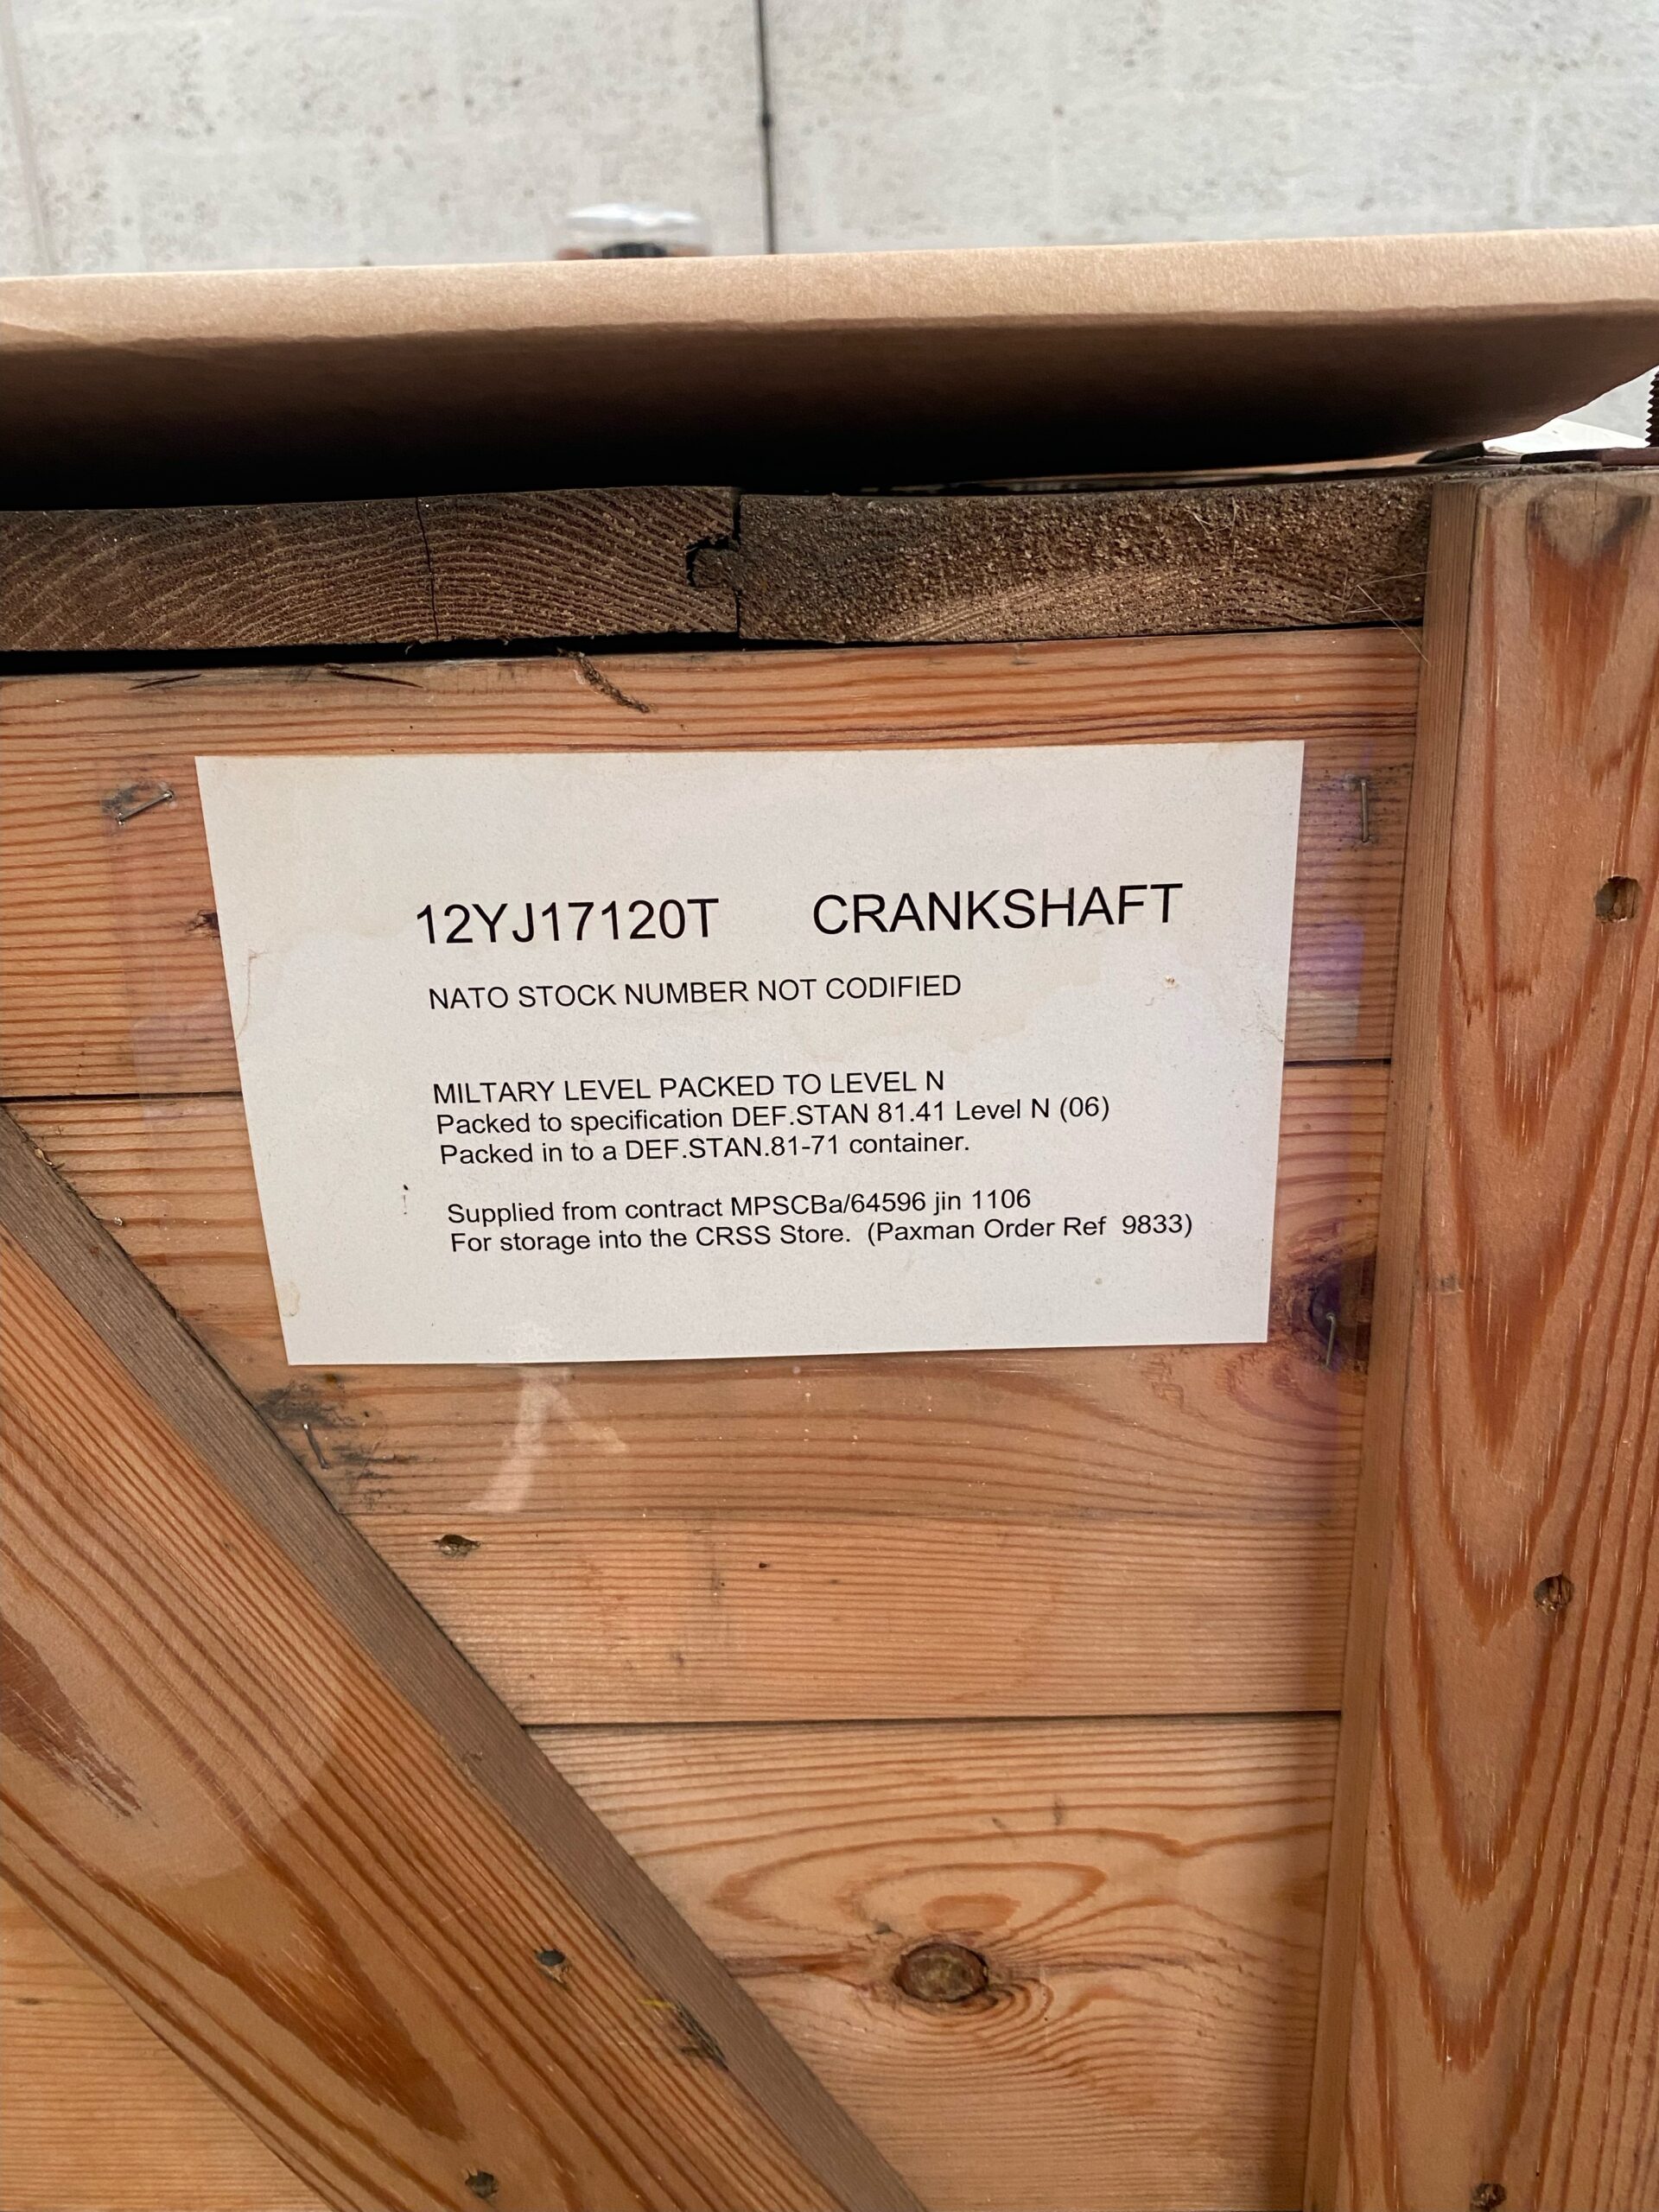 12YJ17120T CRANKSHAFT
NATO STOCK NUMBER NOT CODIFIED
MILTARY LEVEL PACKED TO LEVEL N
Packed to specification DEF.STAN 81.41 Level N (06)
Packed in to a DEF.STAN.81-71 container.
Supplied from contract MPSCBa/64596 jin 1106
For storage into the CRSS Store. (Paxman Order Ref 9833)